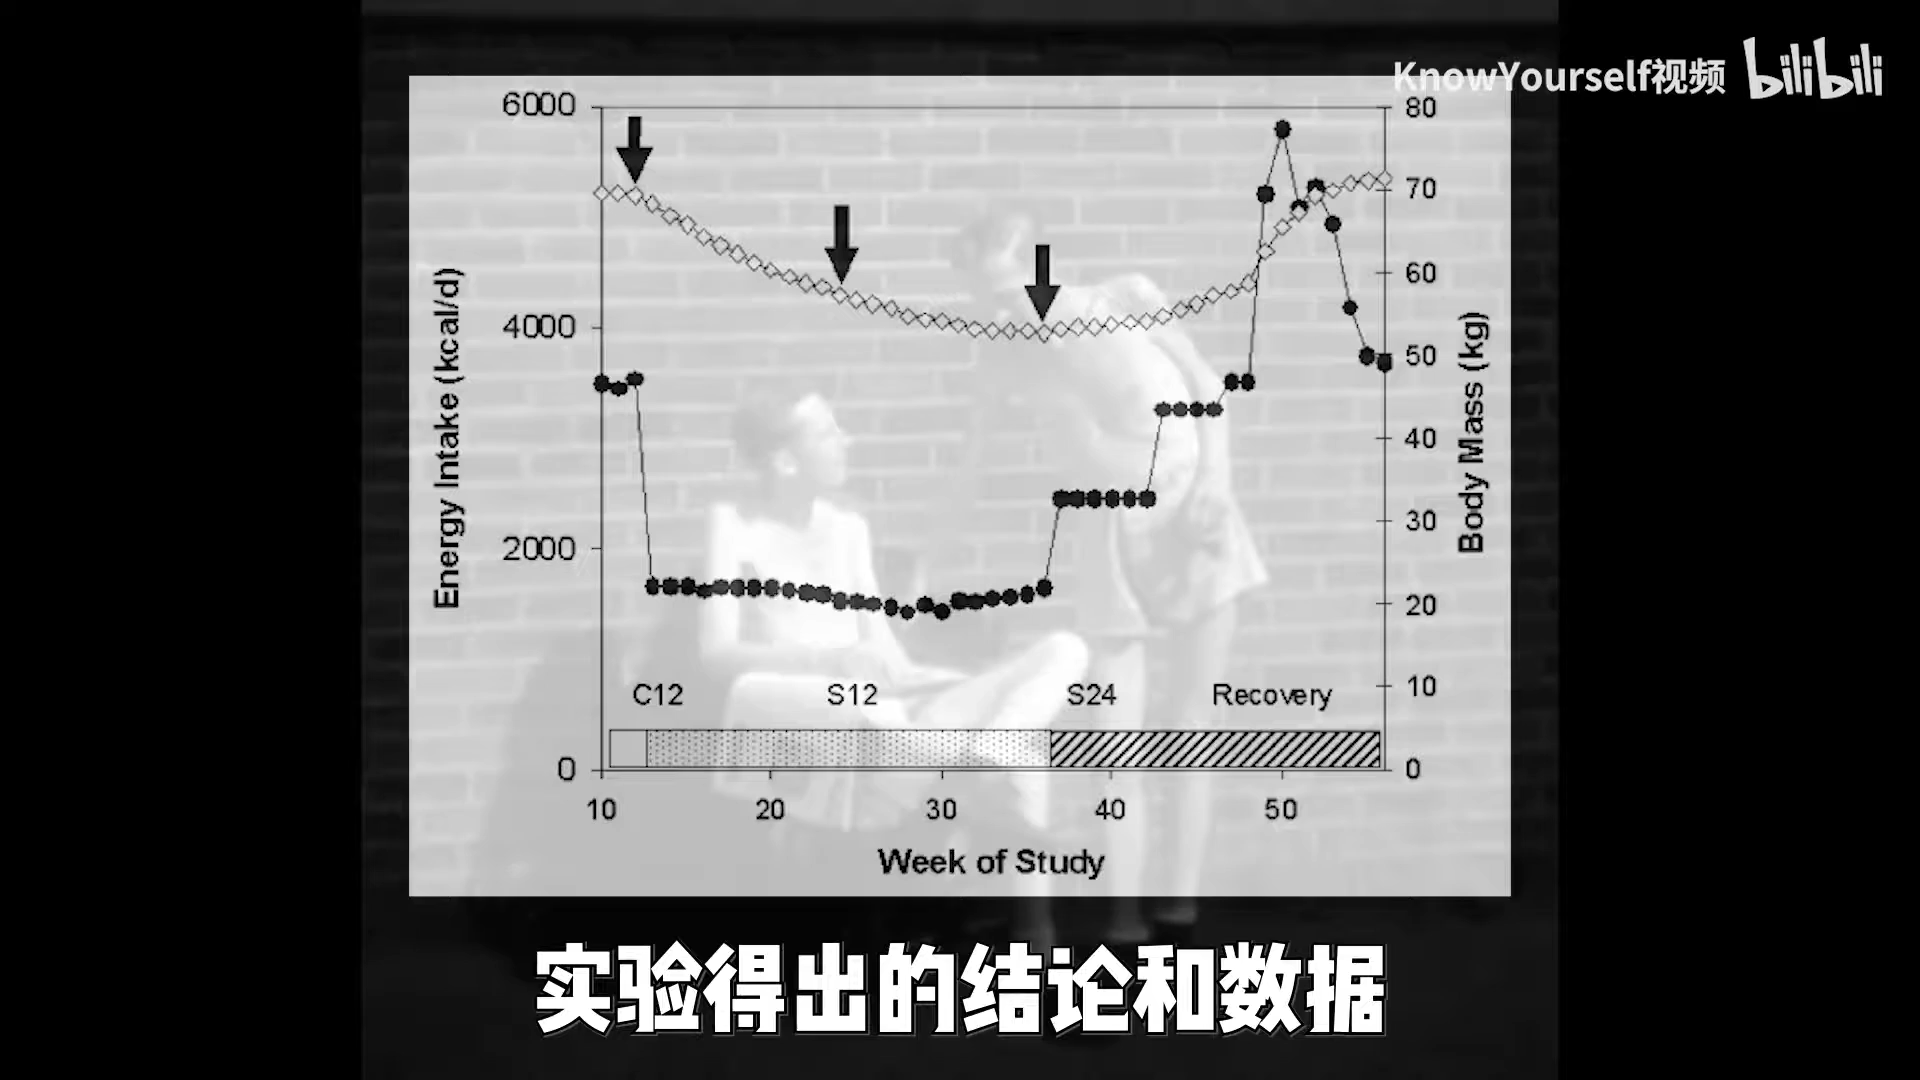 KnowYourself视频 bilibili
6000
4000
2000
0
Energy Intake (kcal/d)
80
70
60
50
40
30
20
10
0
Body Mass (kg)
C12 S12 S24 Recovery
10 20 30 40 50
Week of Study
实验得出的结论和数据